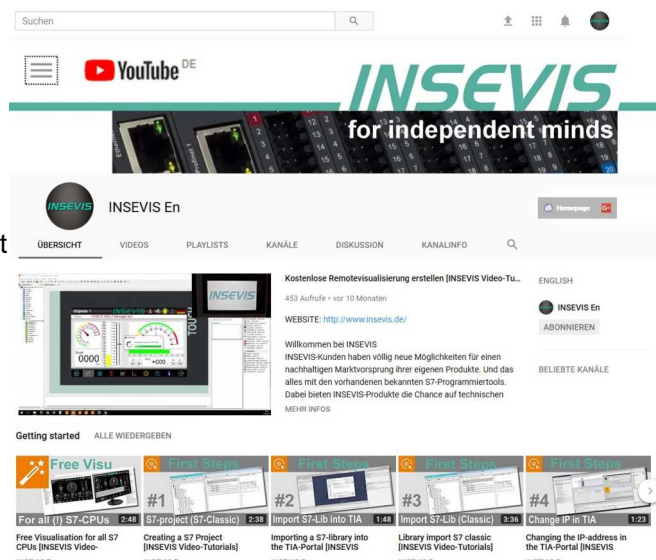 Suchen
YouTube DE
INSEVIS
for independent minds
INSEVIS
INSEVIS En
Homepage G+
t
ÜBERSICHT VIDEOS PLAYLISTS KANÄLE DISKUSSION KANALINFO
INSEVIS
Kostenlose Remotevisualisierung erstellen [INSEVIS Video-Tu...
453 Aufrufe • vor 10 Monaten
WEBSITE: http://www.insevis.de/
Willkommen bei INSEVIS
INSEVIS-Kunden haben völlig neue Möglichkeiten für einen
nachhaltigen Marktvorsprung ihrer eigenen Produkte. Und das
alles mit den vorhandenen bekannten S7-Programmiertools.
Dabei bieten INSEVIS-Produkte die Chance auf technischen
MEHR INFOS
ENGLISH
INSEVIS En
ABONNIEREN
BELIEBTE KANÄLE
Getting started ALLE WIEDERGEBEN
Free Visu
For all (!) S7-CPUs 2:48
First Steps
#1
S7-project (S7-Classic) 2:38
First Steps
#2
Import S7-Lib into TIA 1:48
First Steps
#3
Import S7-Lib (Classic) 3:36
First Steps
#4
Change IP in TIA 1:23
Free Visualisation for all S7
CPUs [INSEVIS Video-
Creating a S7 Project
[INSEVIS Video-Tutorials]
Importing a S7-library into
the TIA-Portal [INSEVIS
Library import S7 classic
[INSEVIS Video-Tutorials]
Changing the IP-address in
the TIA-Portal [INSEVIS